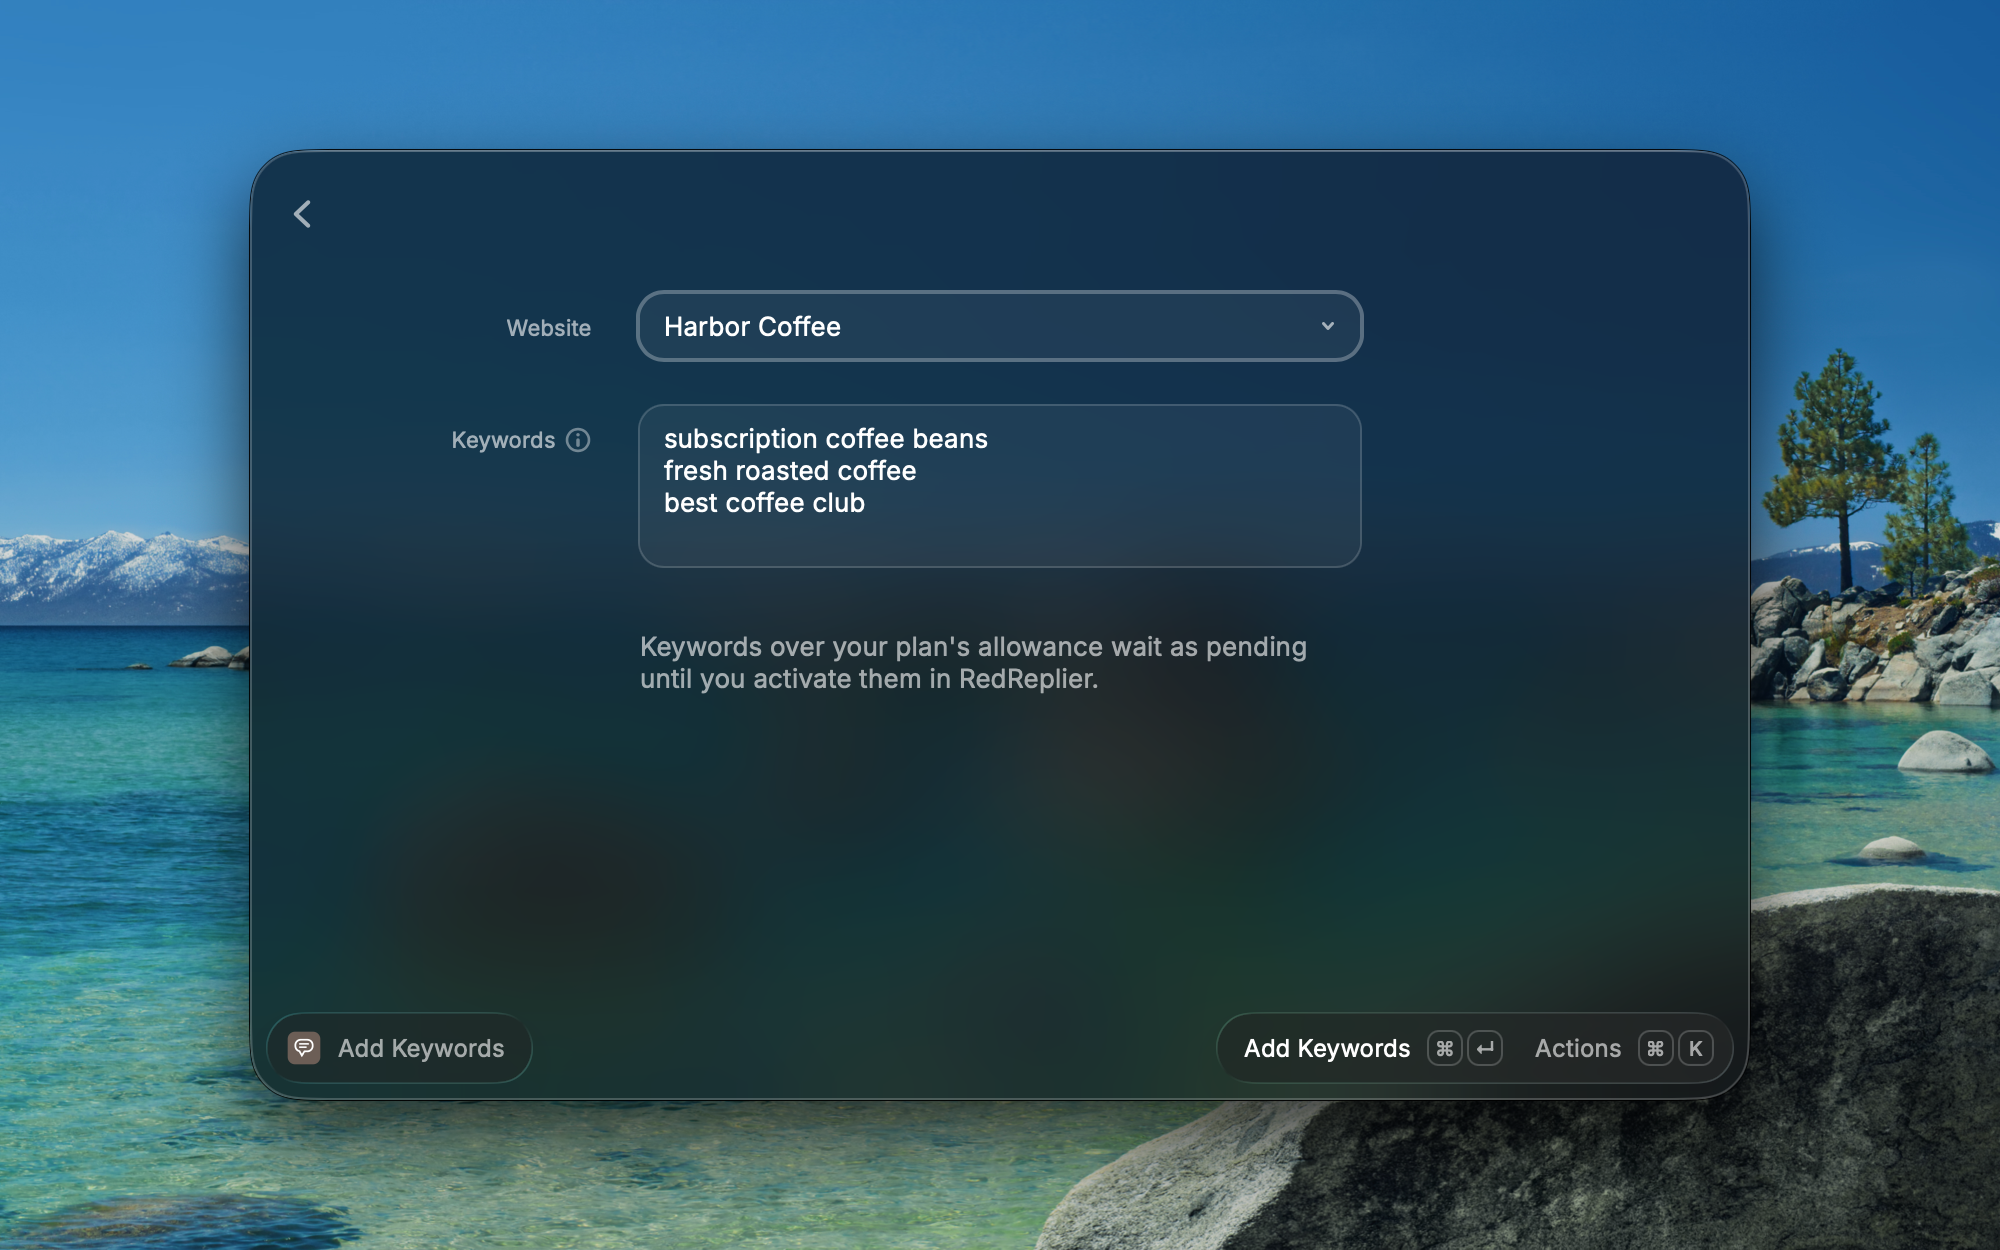 Website
Harbor Coffee
Keywords
subscription coffee beans
fresh roasted coffee
best coffee club
Keywords over your plan's allowance wait as pending
until you activate them in RedReplier.
Add Keywords
Add Keywords ⌘ ↵ Actions ⌘ K